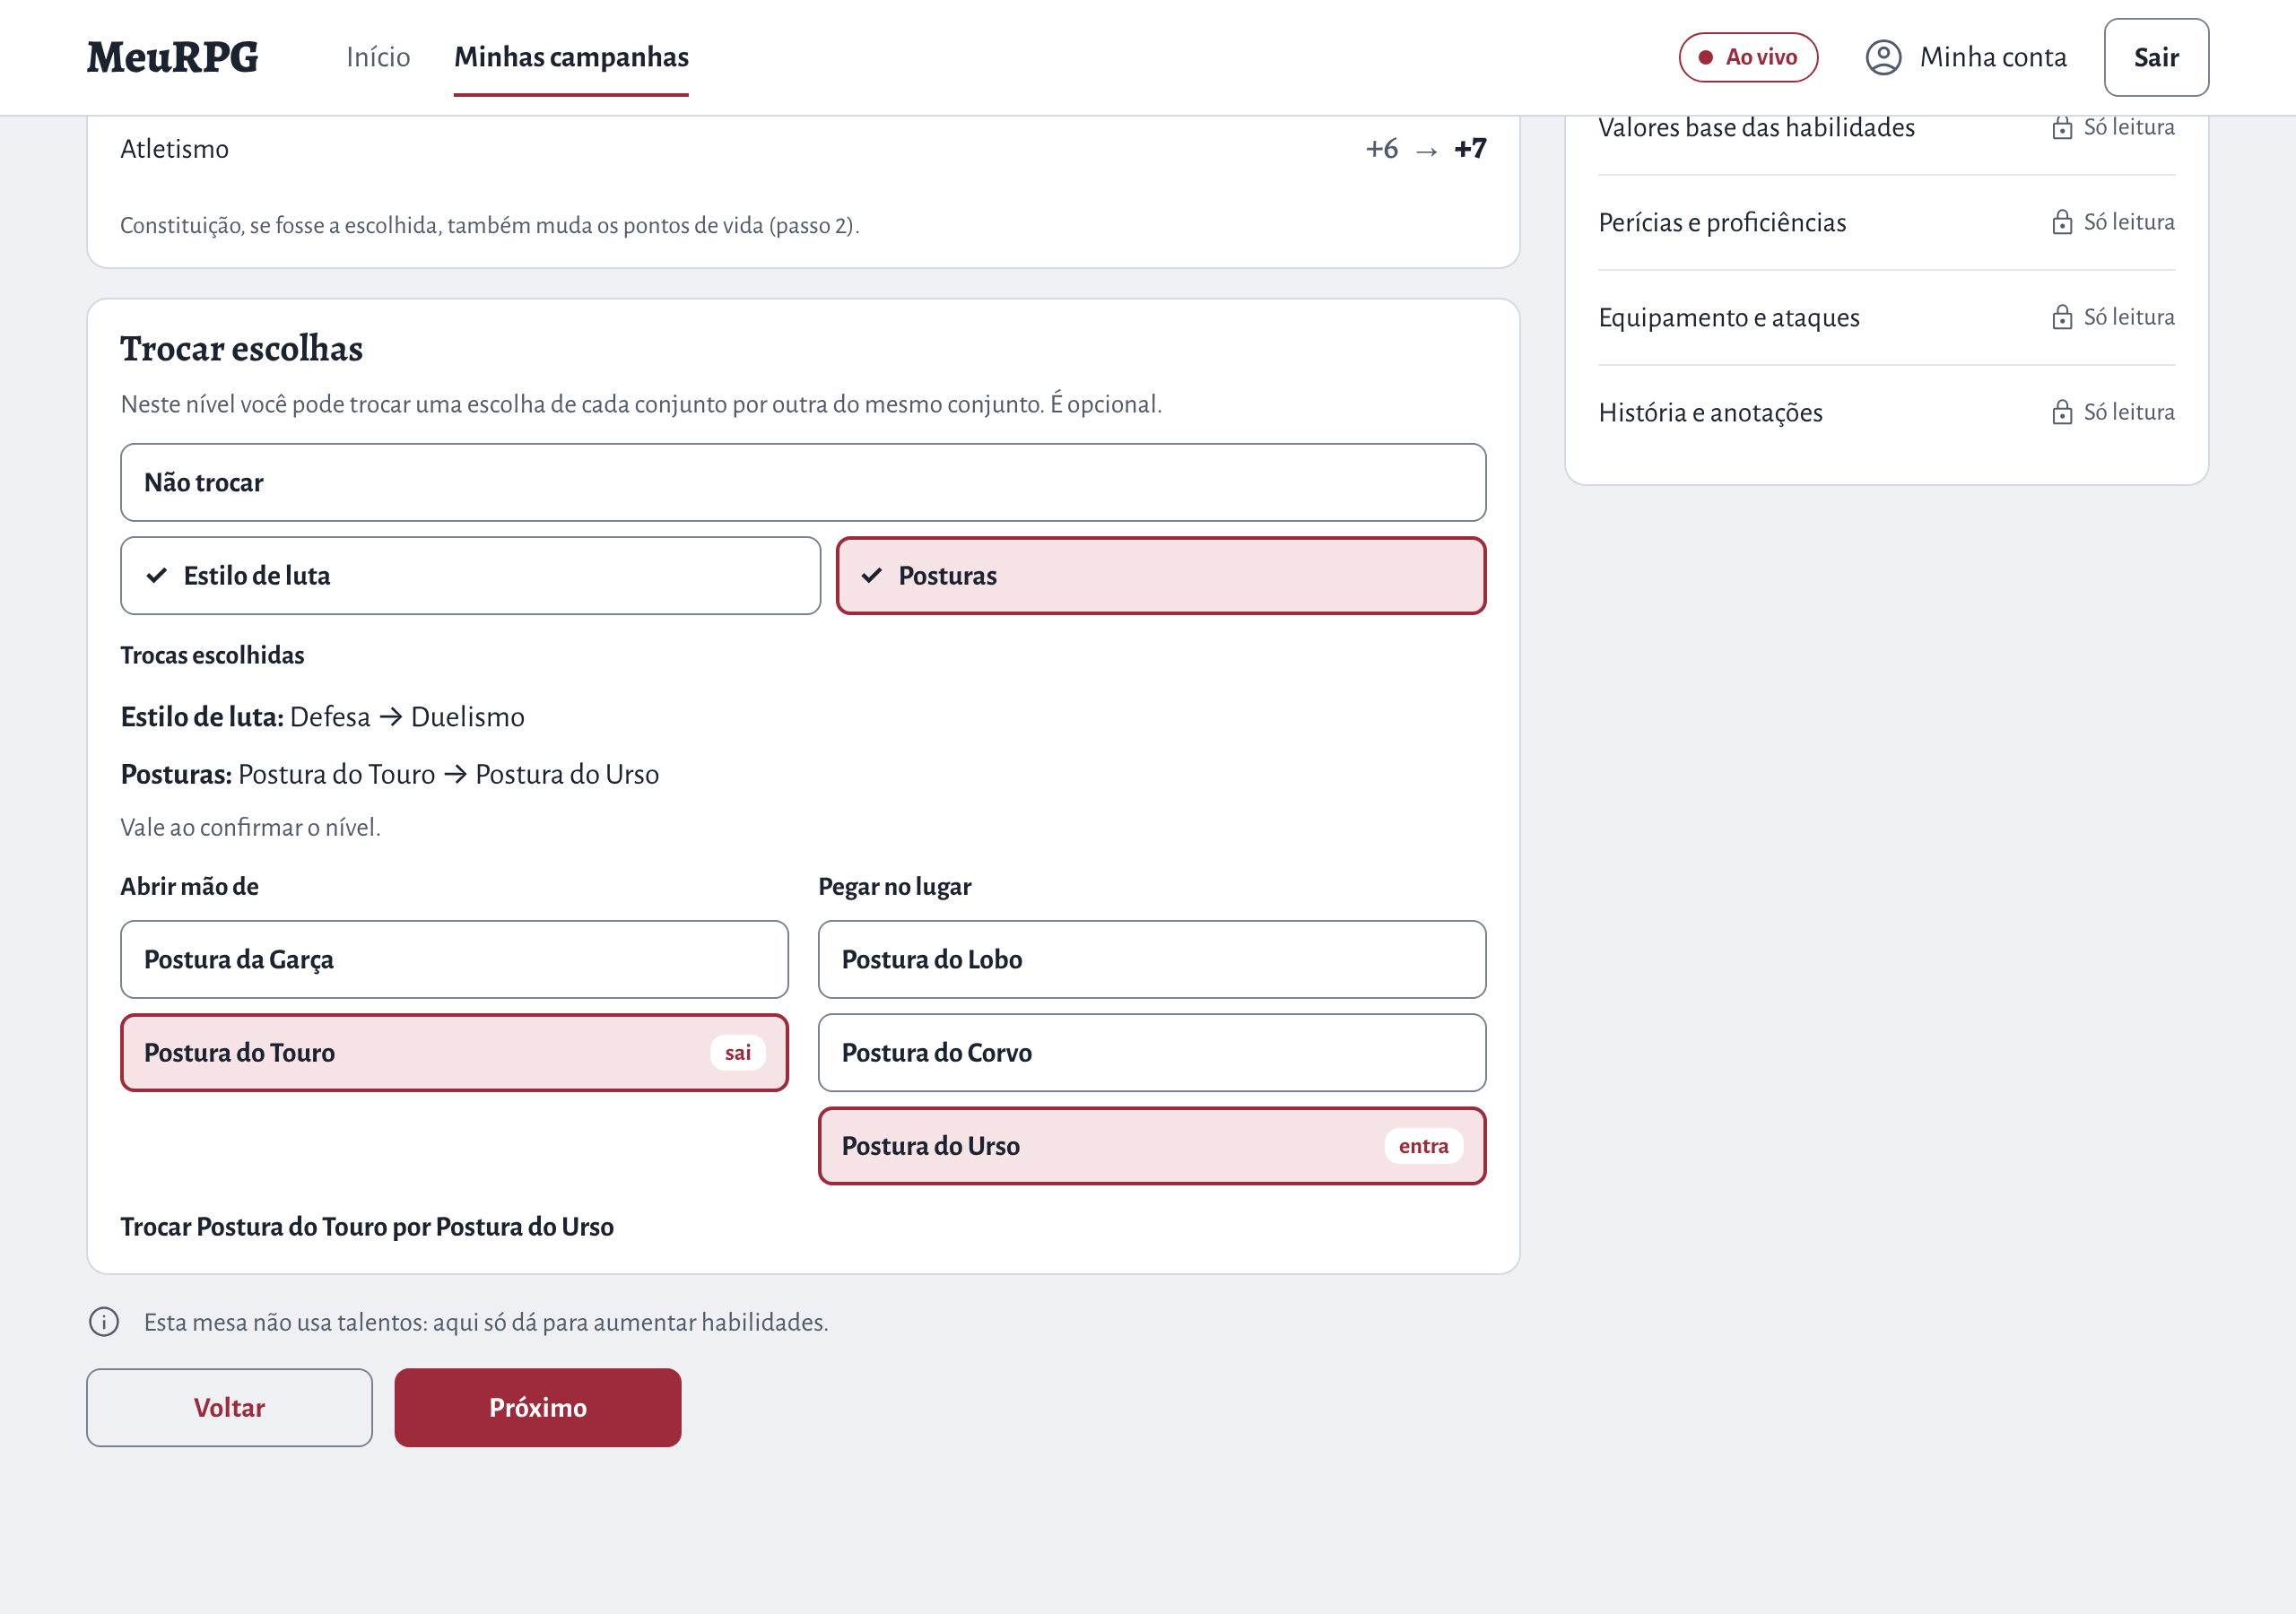 MeuRPG
Início
Minhas campanhas
Ao vivo
Minha conta
Sair
Atletismo
+6 → +7
Constituição, se fosse a escolhida, também muda os pontos de vida (passo 2).
Trocar escolhas
Neste nível você pode trocar uma escolha de cada conjunto por outra do mesmo conjunto. É opcional.
Não trocar
Estilo de luta
Posturas
Trocas escolhidas
Estilo de luta: Defesa → Duelismo
Posturas: Postura do Touro → Postura do Urso
Vale ao confirmar o nível.
Abrir mão de
Postura da Garça
Postura do Touro
sai
Pegar no lugar
Postura do Lobo
Postura do Corvo
Postura do Urso
entra
Trocar Postura do Touro por Postura do Urso
Esta mesa não usa talentos: aqui só dá para aumentar habilidades.
Voltar
Próximo
Valores base das habilidades
Só leitura
Perícias e proficiências
Só leitura
Equipamento e ataques
Só leitura
História e anotações
Só leitura